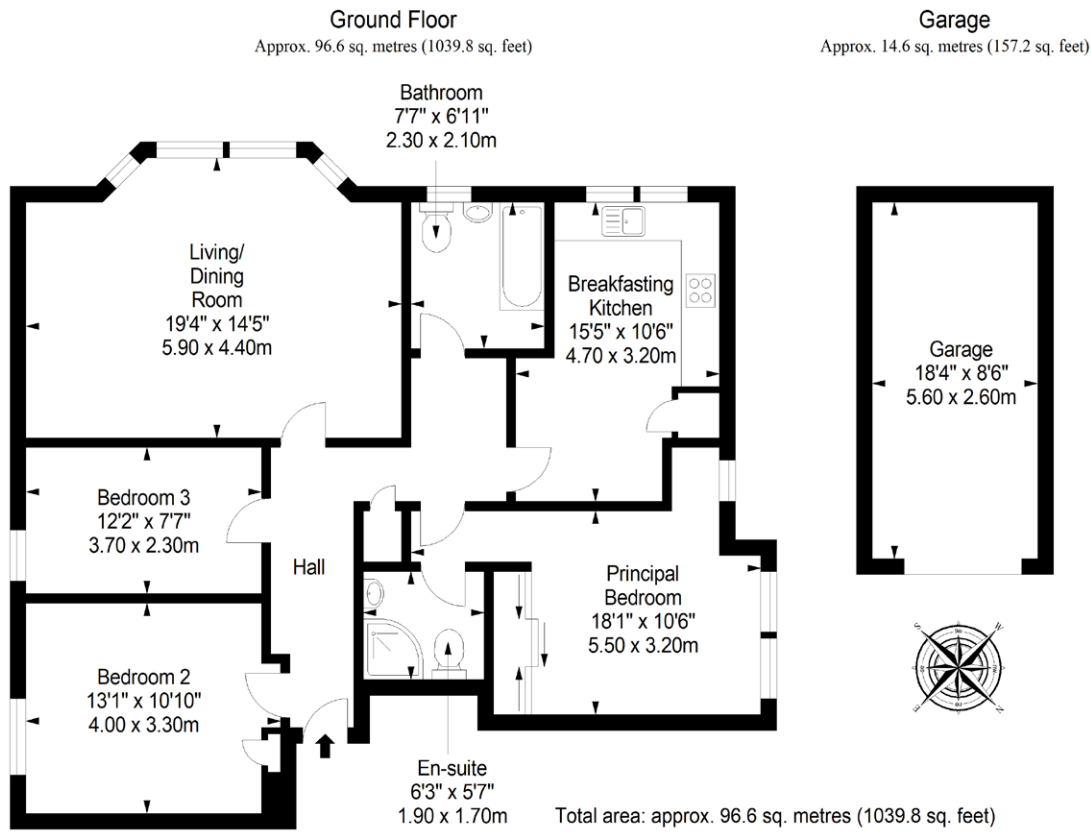 Ground Floor
Approx. 96.6 sq. metres (1039.8 sq. feet)
Garage
Approx. 14.6 sq. metres (157.2 sq. feet)
Bathroom
7'7" x 6'11"
2.30 x 2.10m
Living/
Dining
Room
19'4" x 14'5"
5.90 x 4.40m
Breakfasting
Kitchen
15'5" x 10'6"
4.70 x 3.20m
Garage
18'4" x 8'6"
5.60 x 2.60m
Bedroom 3
12'2" x 7'7"
3.70 x 2.30m
Hall
Principal
Bedroom
18'1" x 10'6"
5.50 x 3.20m
Bedroom 2
13'1" x 10'10"
4.00 x 3.30m
En-suite
6'3" x 5'7"
1.90 x 1.70m
S
W
E
N
Total area: approx. 96.6 sq. metres (1039.8 sq. feet)